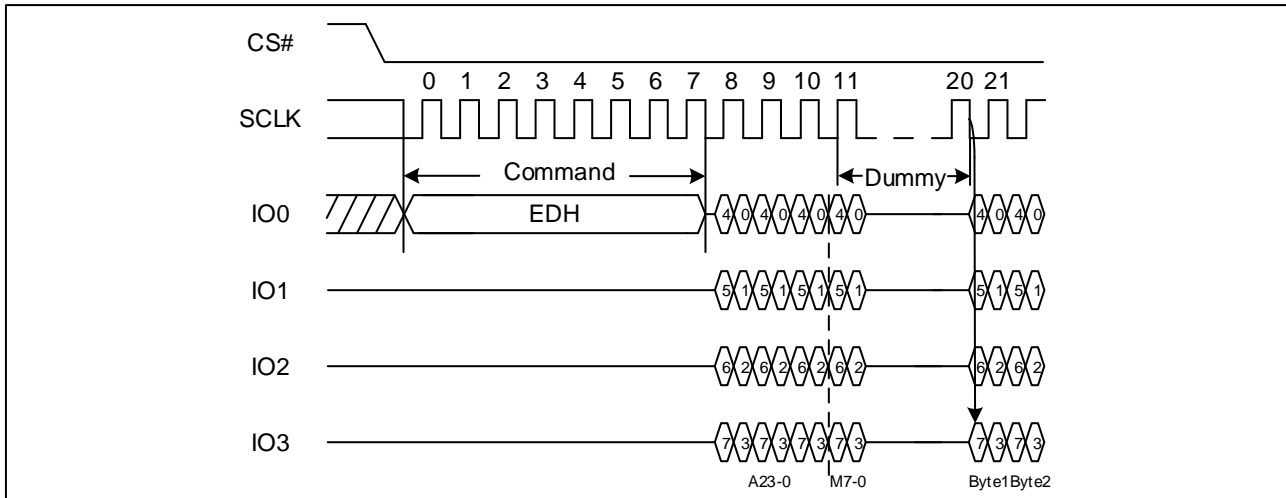 CS#
0 1 2 3 4 5 6 7 8 9 10 11 20 21
SCLK
Command
Dummy
IO0 EDH 4 0 4 0 4 0 4 0 4 0 4 0
IO1 5 1 5 1 5 1 5 1 5 1 5 1
IO2 6 2 6 2 6 2 6 2 6 2 6 2
IO3 7 3 7 3 7 3 7 3 7 3 7 3
A23-0 M7-0 Byte1 Byte2